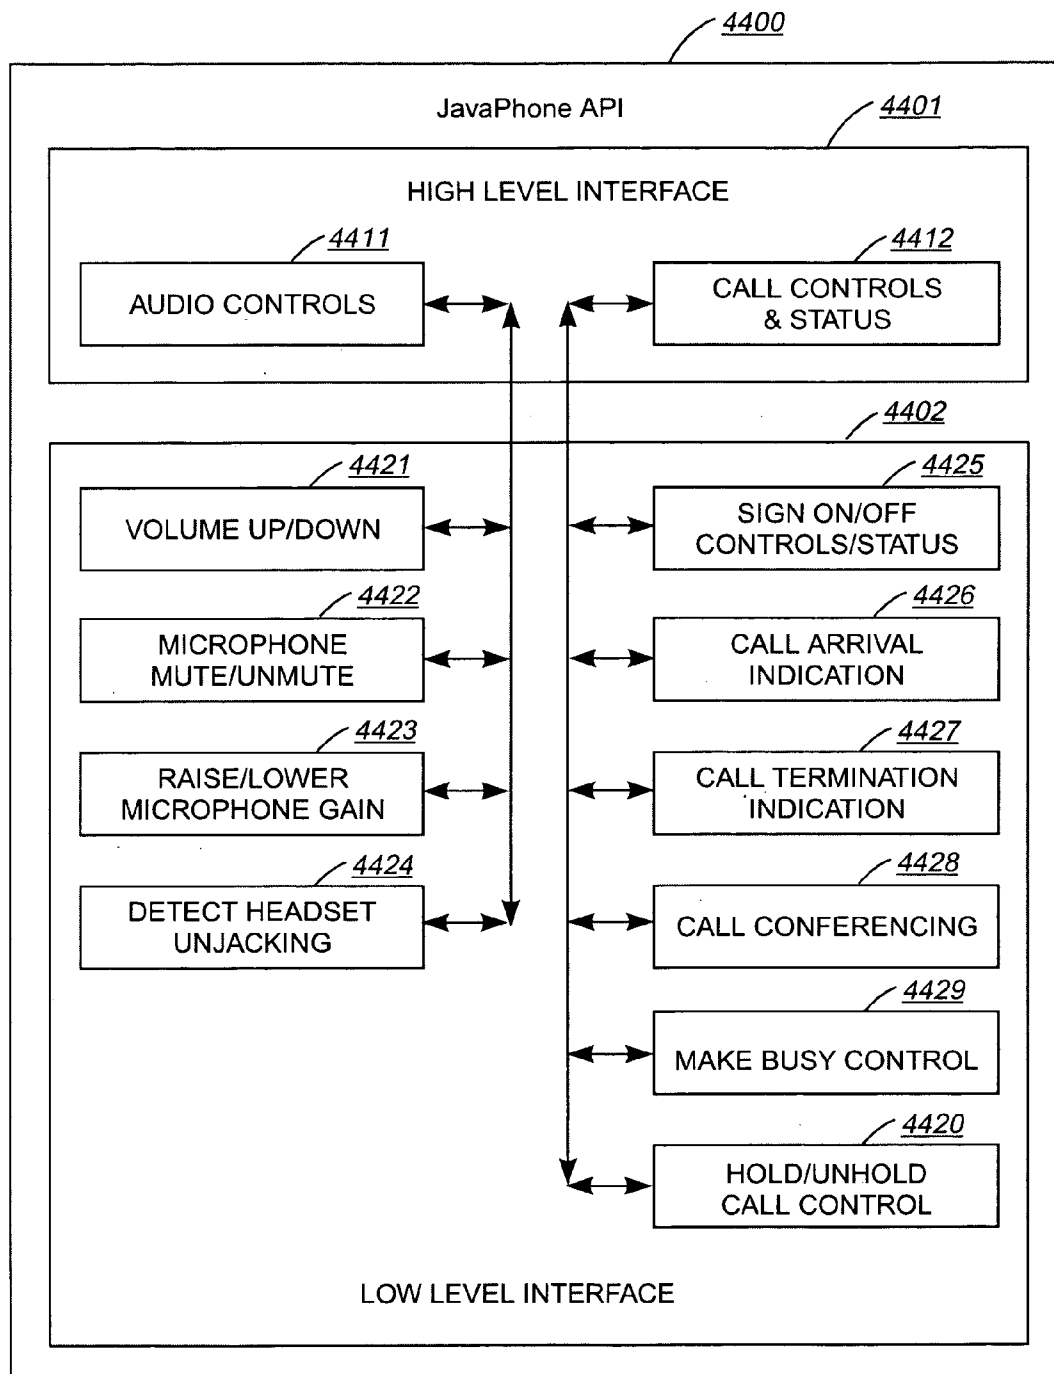 4400
JavaPhone API
4401
HIGH LEVEL INTERFACE
4411
AUDIO CONTROLS
4412
CALL CONTROLS
& STATUS
4402
4421
VOLUME UP/DOWN
4422
MICROPHONE
MUTE/UNMUTE
4423
RAISE/LOWER
MICROPHONE GAIN
4424
DETECT HEADSET
UNJACKING
4425
SIGN ON/OFF
CONTROLS/STATUS
4426
CALL ARRIVAL
INDICATION
4427
CALL TERMINATION
INDICATION
4428
CALL CONFERENCING
4429
MAKE BUSY CONTROL
4420
HOLD/UNHOLD
CALL CONTROL
LOW LEVEL INTERFACE